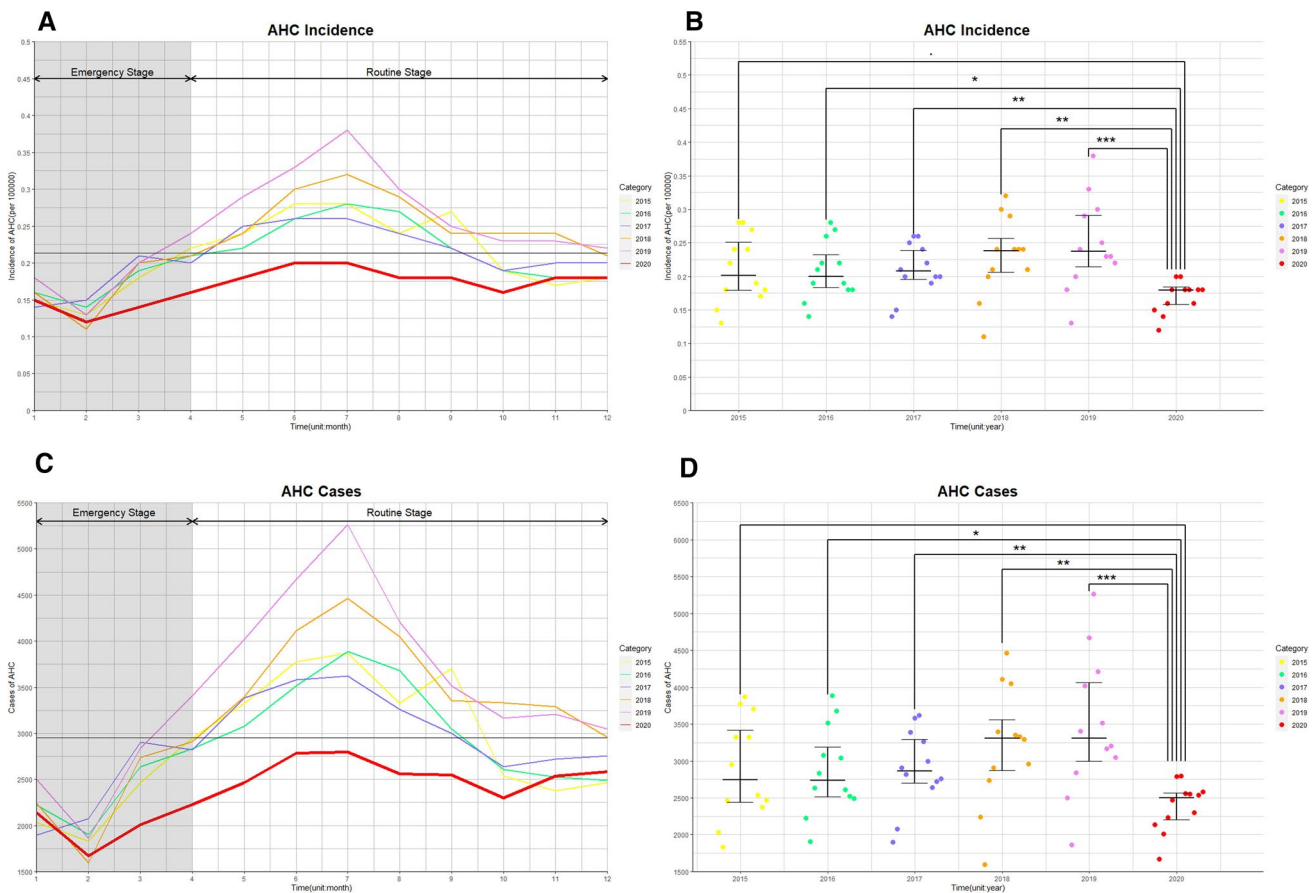 A
AHC Incidence
Emergency Stage
Routine Stage
0.5
0.45
0.4
0.35
0.3
0.25
0.2
0.15
0.1
0.05
0
Incidence of AHC(per 100000)
1 2 3 4 5 6 7 8 9 10 11 12
Time(unit:month)
Category
2015
2016
2017
2018
2019
2020
B
AHC Incidence
.
*
**
**
***
0.55
0.5
0.45
0.4
0.35
0.3
0.25
0.2
0.15
0.1
0.05
0
Incidence of AHC(per 100000)
2015 2016 2017 2018 2019 2020
Time(unit:year)
Category
2015
2016
2017
2018
2019
2020
C
AHC Cases
Emergency Stage
Routine Stage
5500
5000
4500
4000
3500
3000
2500
2000
1500
Cases of AHC
1 2 3 4 5 6 7 8 9 10 11 12
Time(unit:month)
Category
2015
2016
2017
2018
2019
2020
D
AHC Cases
*
**
**
***
6500
6000
5500
5000
4500
4000
3500
3000
2500
2000
1500
Cases of AHC
2015 2016 2017 2018 2019 2020
Time(unit:year)
Category
2015
2016
2017
2018
2019
2020